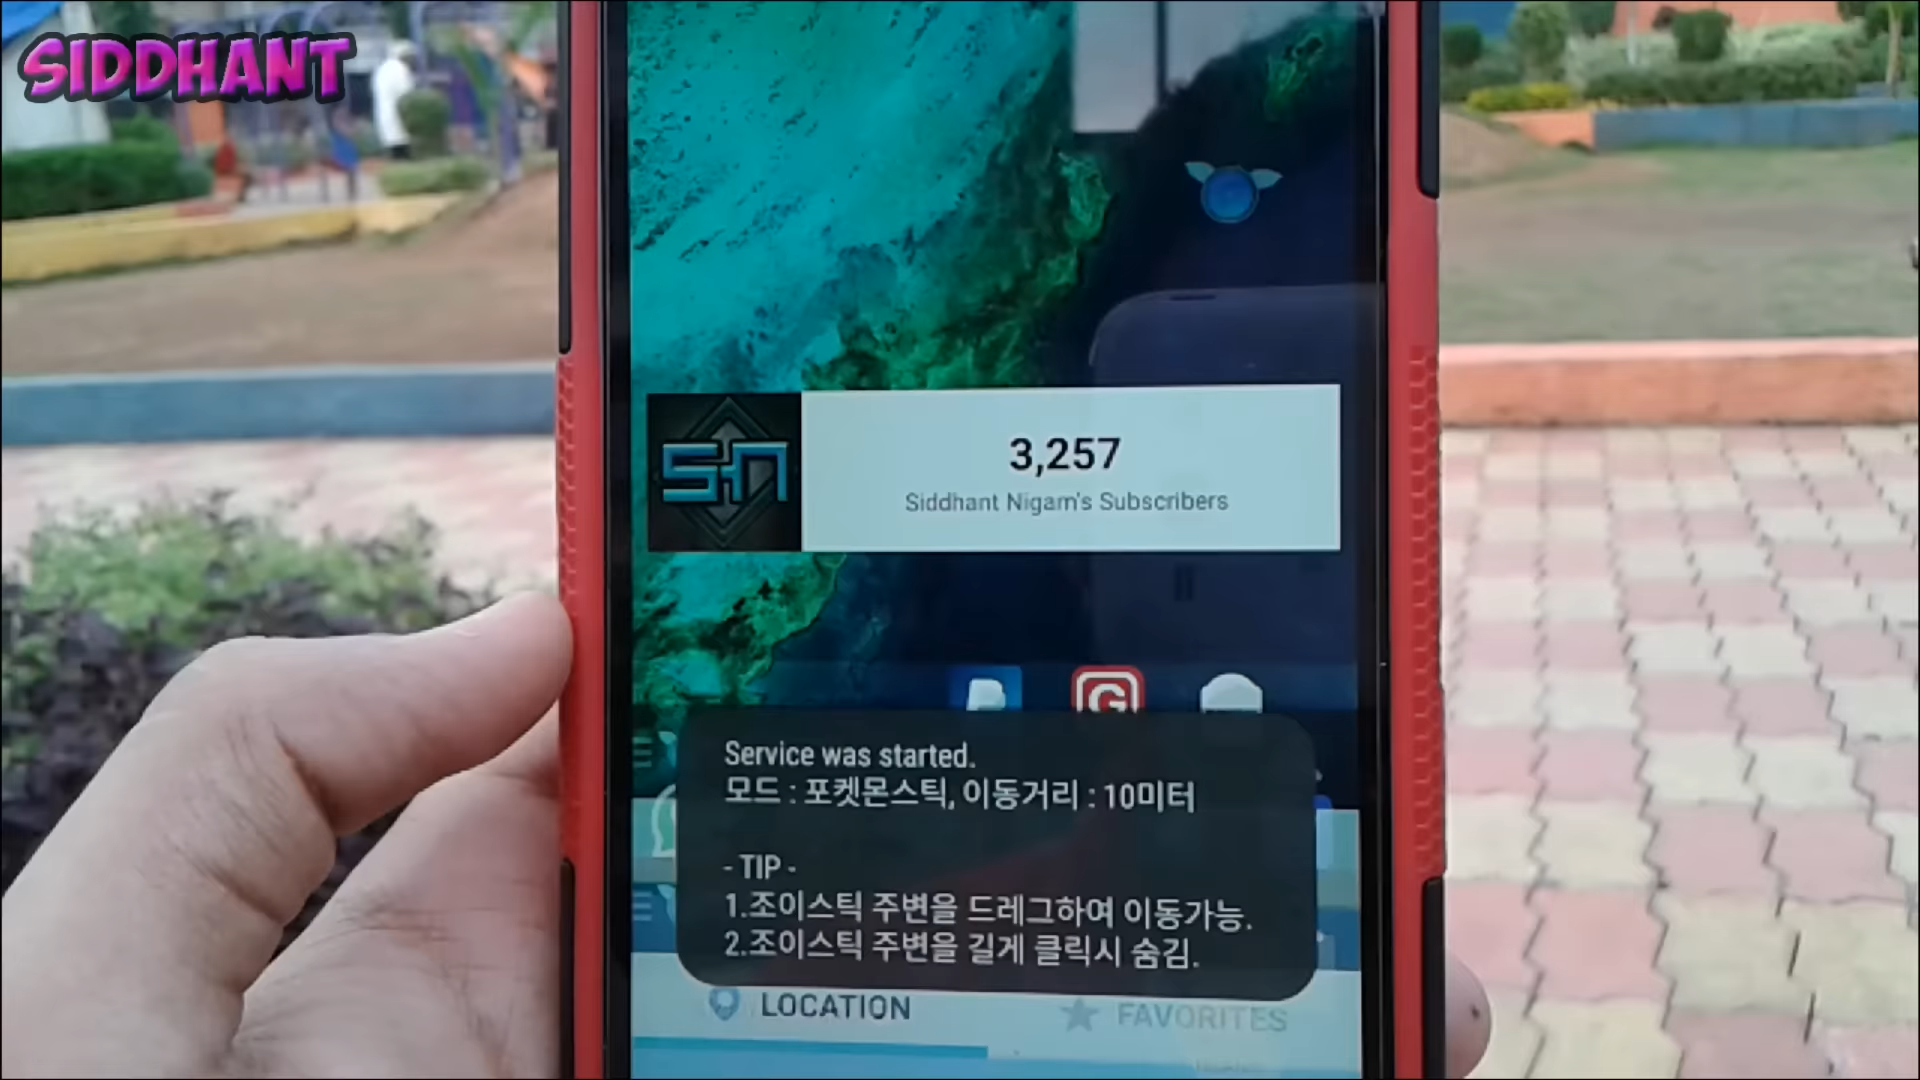 SIDDHANT
SN
3,257
Siddhant Nigam's Subscribers
G
Service was started.
모드 : 포켓몬스틱, 이동거리 : 10미터
- TIP -
1.조이스틱 주변을 드레그하여 이동가능.
2.조이스틱 주변을 길게 클릭시 숨김.
LOCATION
FAVORITES